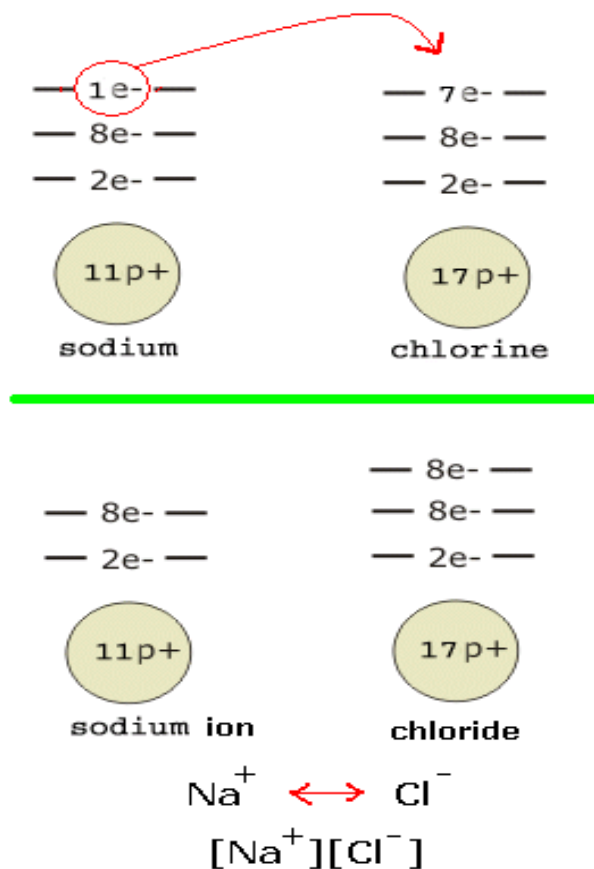 1e- 7e-
8e- 8e-
2e- 2e-
11p+ 17p+
sodium chlorine
8e-
8e- 8e-
2e- 2e-
11p+ 17p+
sodium ion chloride
Na⁺ ↔ Cl⁻
[Na⁺][Cl⁻]